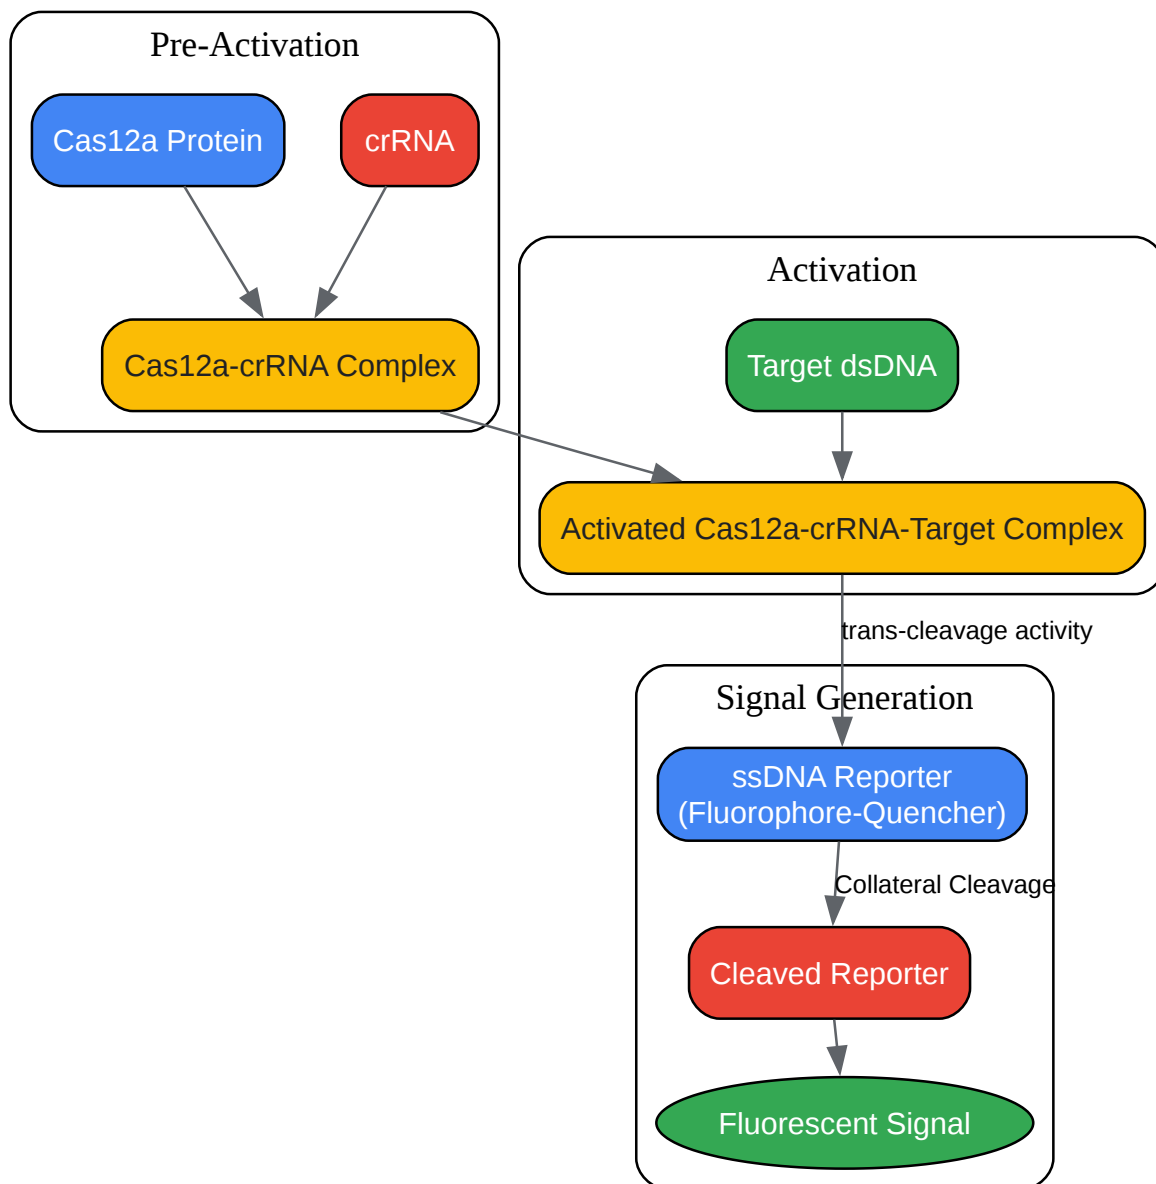 Pre-Activation
Cas12a Protein
crRNA
Cas12a-crRNA Complex
Activation
Target dsDNA
Activated Cas12a-crRNA-Target Complex
trans-cleavage activity
Signal Generation
ssDNA Reporter
(Fluorophore-Quencher)
Collateral Cleavage
Cleaved Reporter
Fluorescent Signal